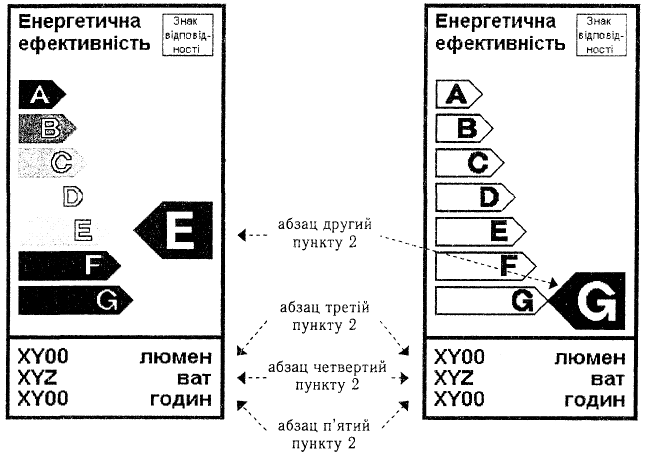 Енергетична
ефективність
Знак
відповід-
ності
A
B
C
D
E
F
G
E
XY00 люмен
XYZ ват
XY00 годин
абзац другий
пункту 2
абзац третій
пункту 2
абзац четвертий
пункту 2
абзац п'ятий
пункту 2
Енергетична
ефективність
Знак
відповід-
ності
A
B
C
D
E
F
G
G
XY00 люмен
XYZ ват
XY00 годин